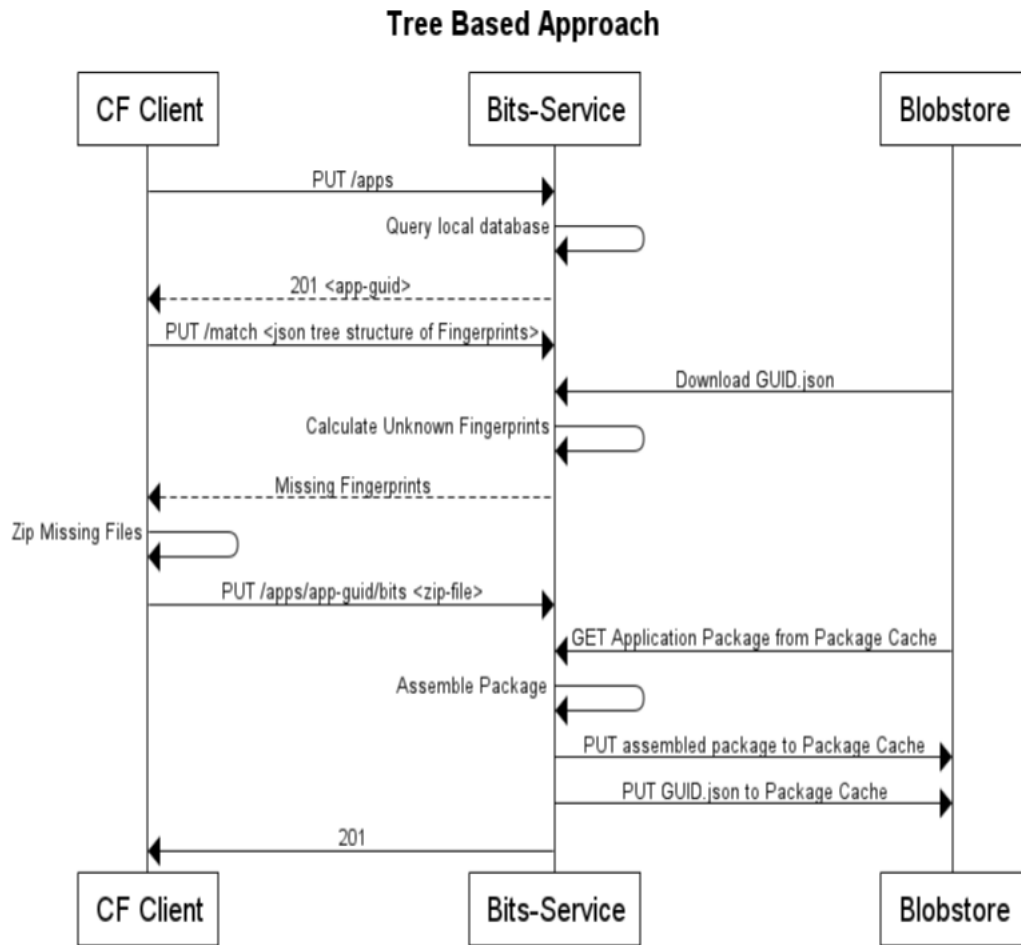 Tree Based Approach
CF Client
Bits-Service
Blobstore
PUT /apps
Query local database
201 <app-guid>
PUT /match <json tree structure of Fingerprints>
Download GUID.json
Calculate Unknown Fingerprints
Missing Fingerprints
Zip Missing Files
PUT /apps/app-guid/bits <zip-file>
GET Application Package from Package Cache
Assemble Package
PUT assembled package to Package Cache
PUT GUID.json to Package Cache
201
CF Client
Bits-Service
Blobstore